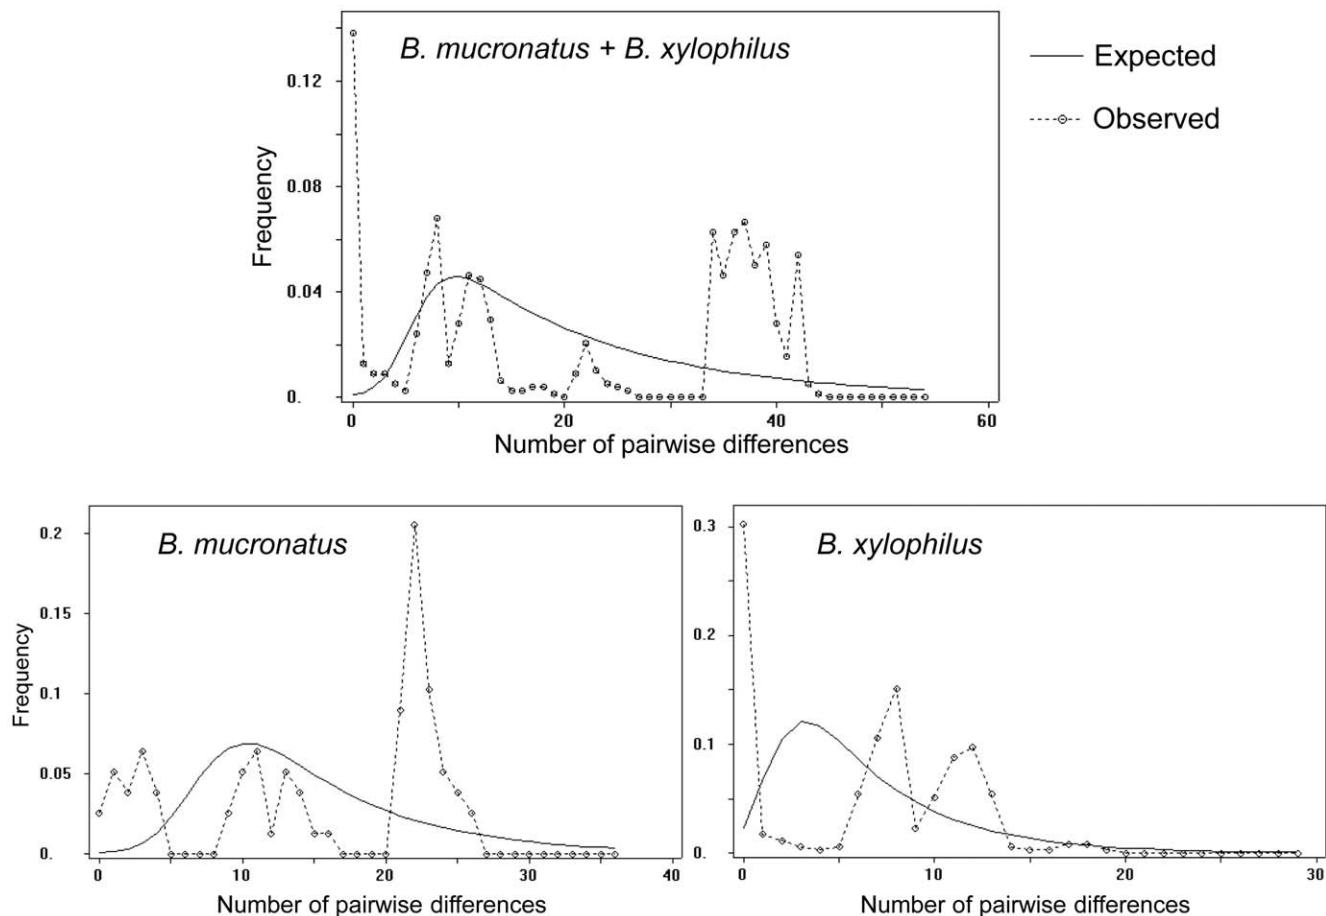 B. mucronatus + B. xylophilus
Expected
Observed
Frequency
0.12
0.08
0.04
0.
0 20 40 60
Number of pairwise differences
B. mucronatus
Frequency
0.2
0.15
0.1
0.05
0.
0 10 20 30 40
Number of pairwise differences
B. xylophilus
0.3
0.2
0.1
0.
0 10 20 30
Number of pairwise differences